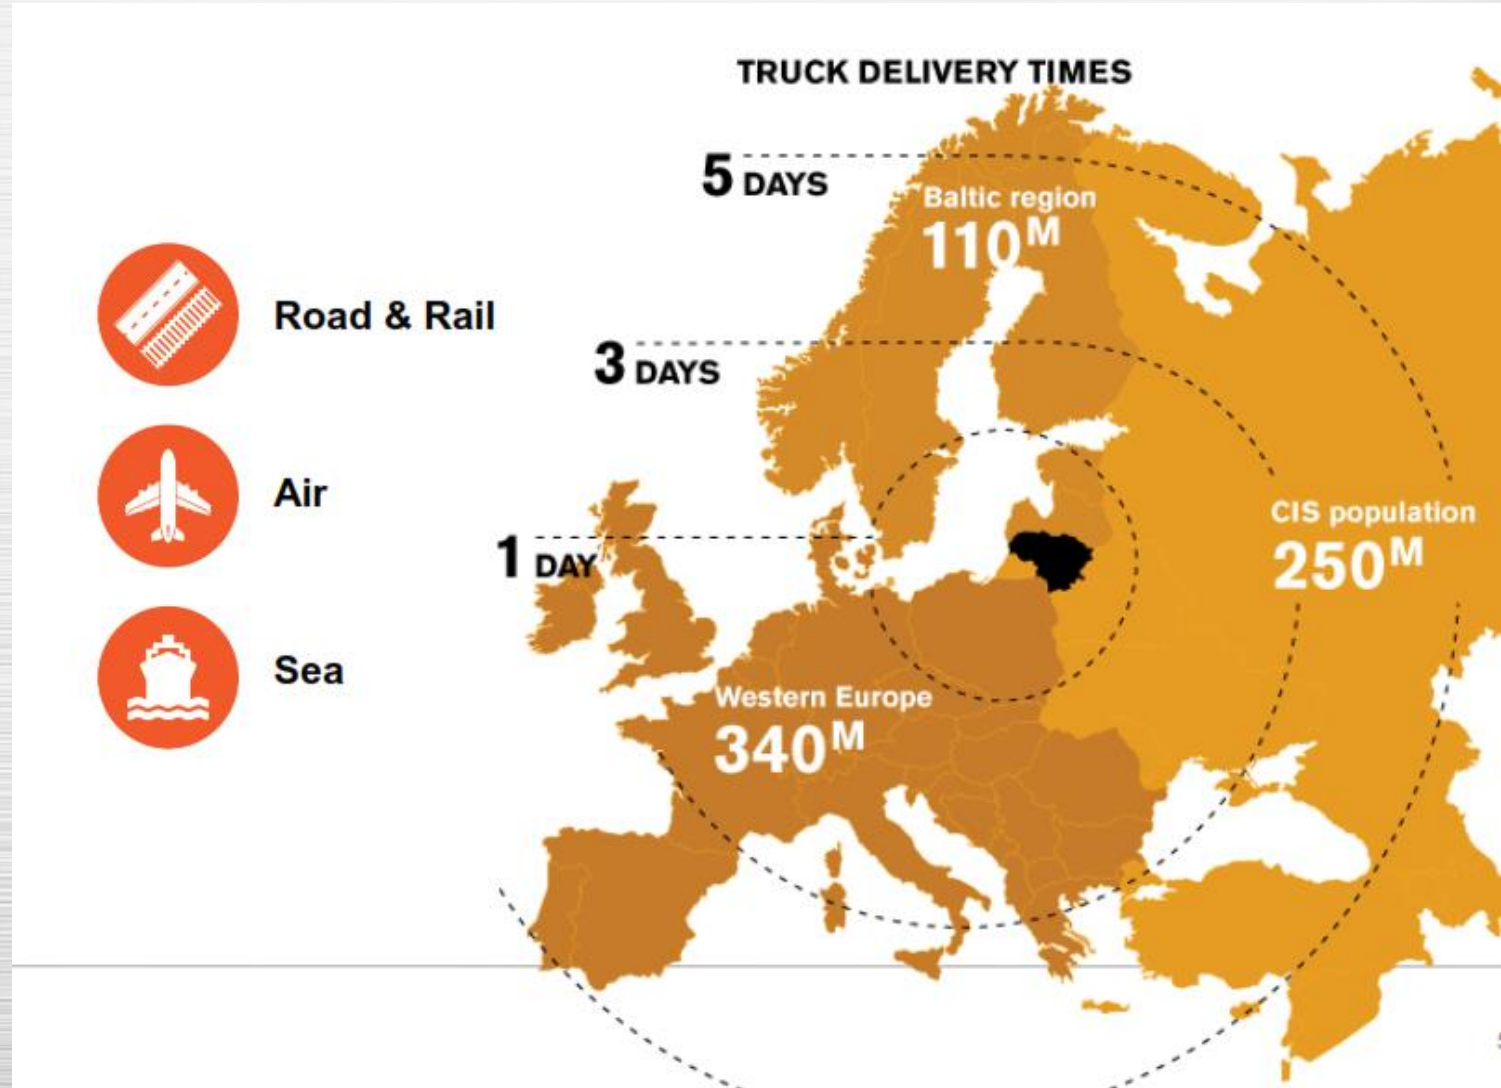 TRUCK DELIVERY TIMES
5 DAYS
Baltic region
110M
Road & Rail
3 DAYS
Air
CIS population
250M
1 DAY
Sea
Western Europe
340M